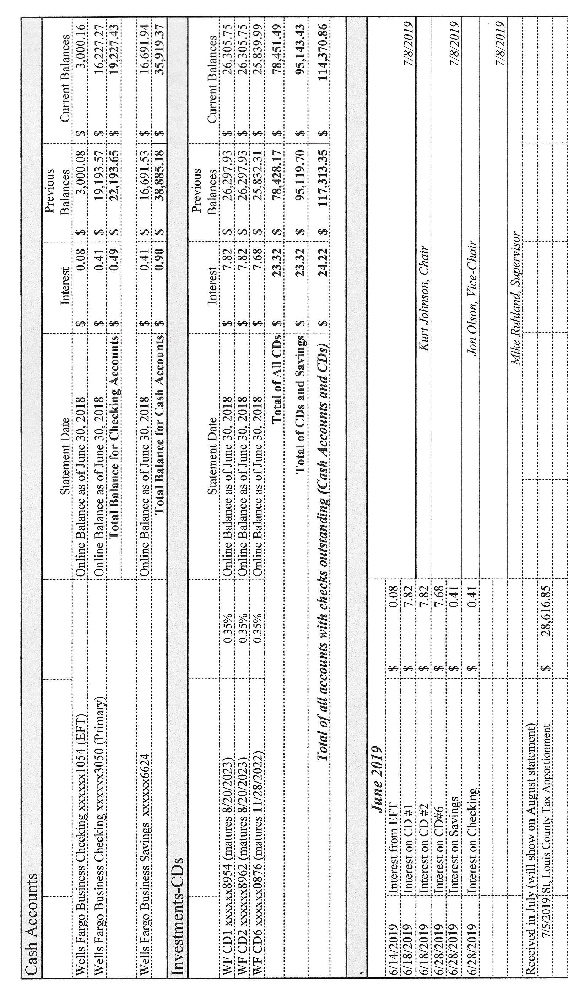 Cash Accounts
Statement Date Interest Previous Balances Current Balances
Wells Fargo Business Checking xxxxxx1054 (EFT) Online Balance as of June 30, 2018 $ 0.08 $ 3,000.08 $ 3,000.16
Wells Fargo Business Checking xxxxxx3050 (Primary) Online Balance as of June 30, 2018 $ 0.41 $ 19,193.57 $ 16,227.27
Total Balance for Checking Accounts $ 0.49 $ 22,193.65 $ 19,227.43
Wells Fargo Business Savings xxxxxx6624 Online Balance as of June 30, 2018 $ 0.41 $ 16,691.53 $ 16,691.94
Total Balance for Cash Accounts $ 0.90 $ 38,885.18 $ 35,919.37
Investments-CDs
Statement Date Interest Previous Balances Current Balances
WF CD1 xxxxxx8954 (matures 8/20/2023) 0.35% Online Balance as of June 30, 2018 $ 7.82 $ 26,297.93 $ 26,305.75
WF CD2 xxxxxx8962 (matures 8/20/2023) 0.35% Online Balance as of June 30, 2018 $ 7.82 $ 26,297.93 $ 26,305.75
WF CD6 xxxxxx0876 (matures 11/28/2022) 0.35% Online Balance as of June 30, 2018 $ 7.68 $ 25,832.31 $ 25,839.99
Total of All CDs $ 23.32 $ 78,428.17 $ 78,451.49
Total of CDs and Savings $ 23.32 $ 95,119.70 $ 95,143.43
Total of all accounts with checks outstanding (Cash Accounts and CDs) $ 24.22 $ 117,313.35 $ 114,370.86
,
June 2019
6/14/2019 Interest from EFT $ 0.08
6/18/2019 Interest on CD #1 $ 7.82 7/8/2019
6/18/2019 Interest on CD #2 $ 7.82 Kurt Johnson, Chair
6/28/2019 Interest on CD#6 $ 7.68
6/28/2019 Interest on Savings $ 0.41 7/8/2019
6/28/2019 Interest on Checking $ 0.41 Jon Olson, Vice-Chair
7/8/2019
Mike Ruhland, Supervisor
Received in July (will show on August statement)
7/5/2019 St, Louis County Tax Apportionment $ 28,616.85